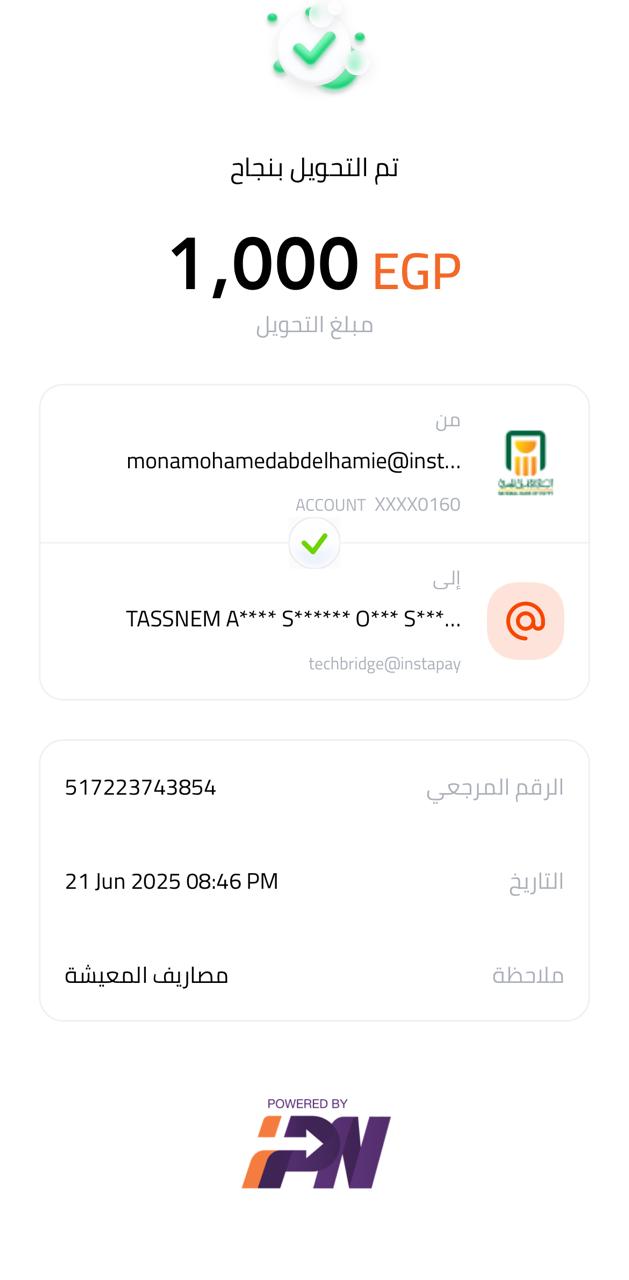 تم التحويل بنجاح
1,000 EGP
مبلغ التحويل
من
monamohamedabdelhamie@inst...
ACCOUNT XXXX0160
إلى
TASSNEM A**** S****** O*** S***...
techbridge@instapay
الرقم المرجعي 517223743854
التاريخ 21 Jun 2025 08:46 PM
ملاحظة مصاريف المعيشة
POWERED BY
iPN